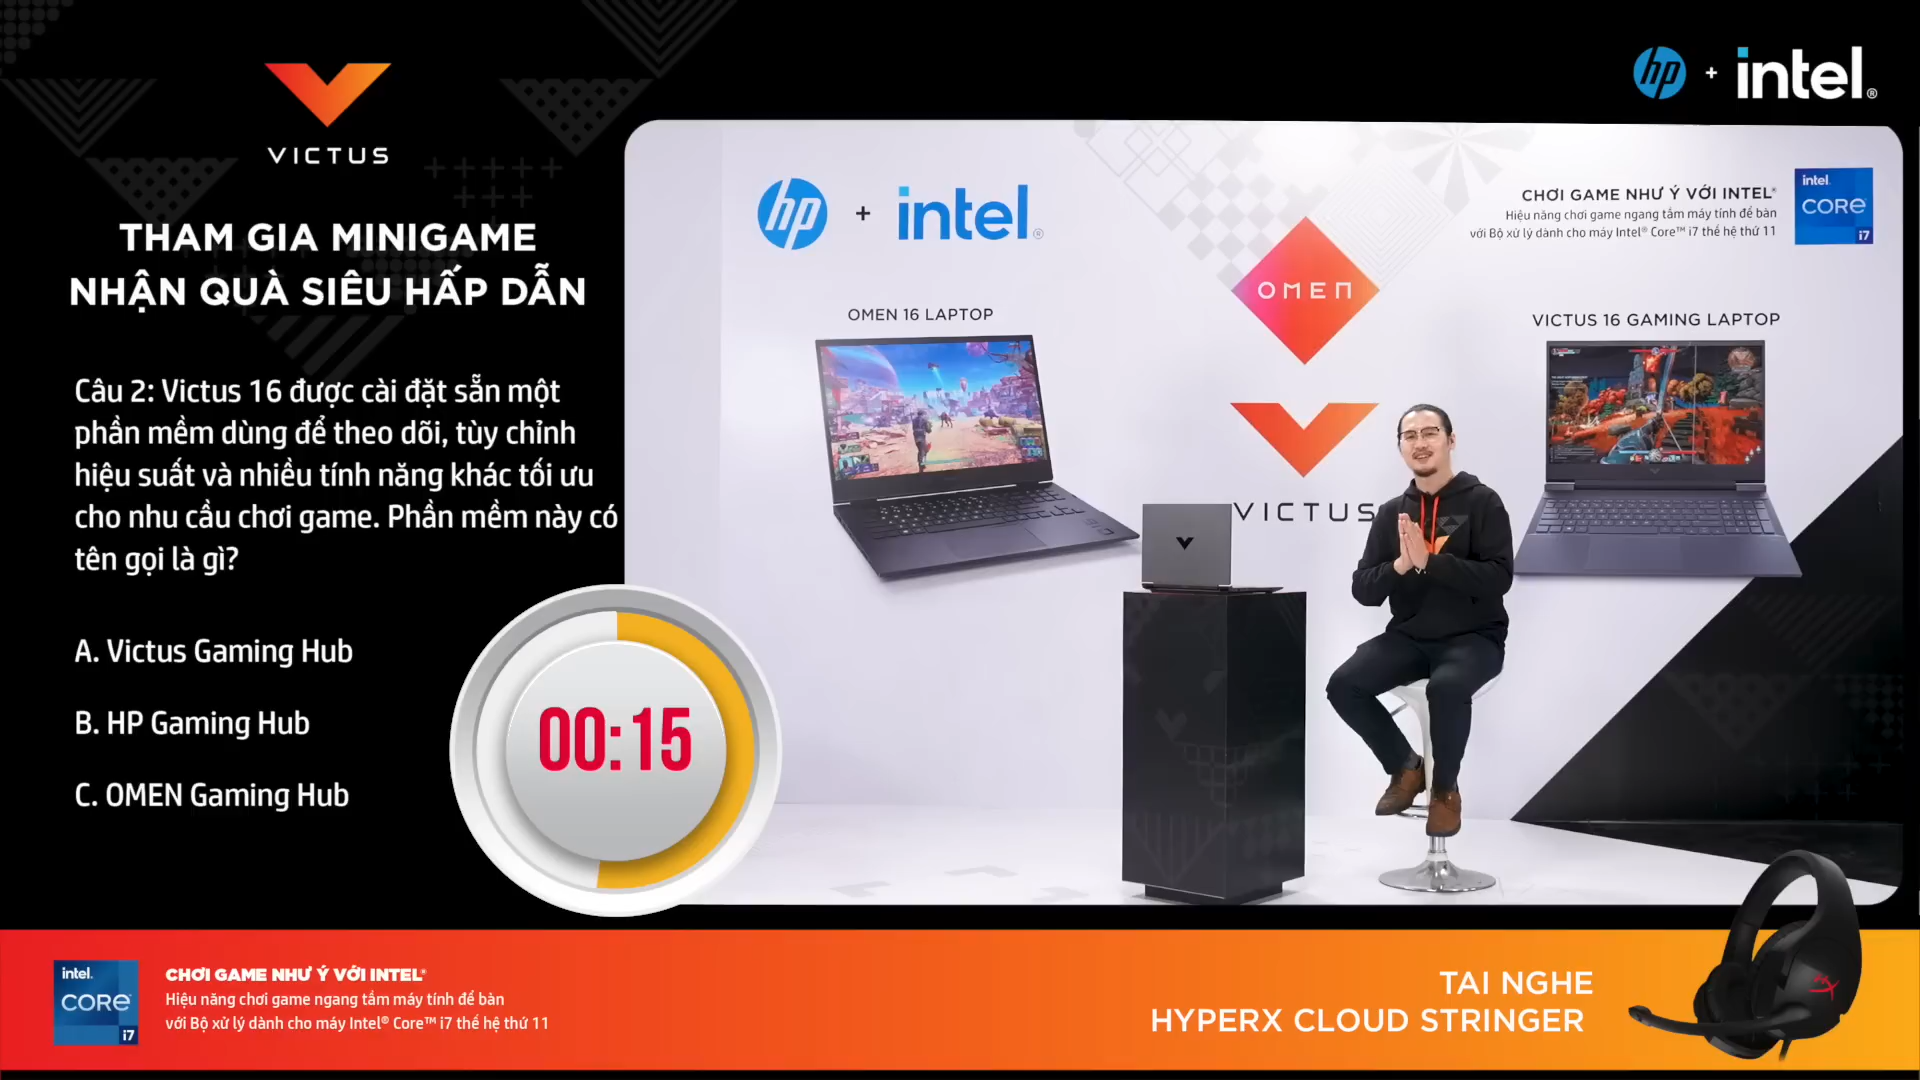 hp + intel®
VICTUS
THAM GIA MINIGAME
NHẬN QUÀ SIÊU HẤP DẪN
Câu 2: Victus 16 được cài đặt sẵn một
phần mềm dùng để theo dõi, tùy chỉnh
hiệu suất và nhiều tính năng khác tối ưu
cho nhu cầu chơi game. Phần mềm này có
tên gọi là gì?
A. Victus Gaming Hub
B. HP Gaming Hub
C. OMEN Gaming Hub
00:15
hp + intel®
CHƠI GAME NHƯ Ý VỚI INTEL®
Hiệu năng chơi game ngang tầm máy tính để bàn
với Bộ xử lý dành cho máy Intel® Core™ i7 thế hệ thứ 11
intel.
CORE
i7
OMEN
OMEN 16 LAPTOP
VICTUS 16 GAMING LAPTOP
VICTUS
intel.
CORE
i7
CHƠI GAME NHƯ Ý VỚI INTEL®
Hiệu năng chơi game ngang tầm máy tính để bàn
với Bộ xử lý dành cho máy Intel® Core™ i7 thế hệ thứ 11
TAI NGHE
HYPERX CLOUD STRINGER